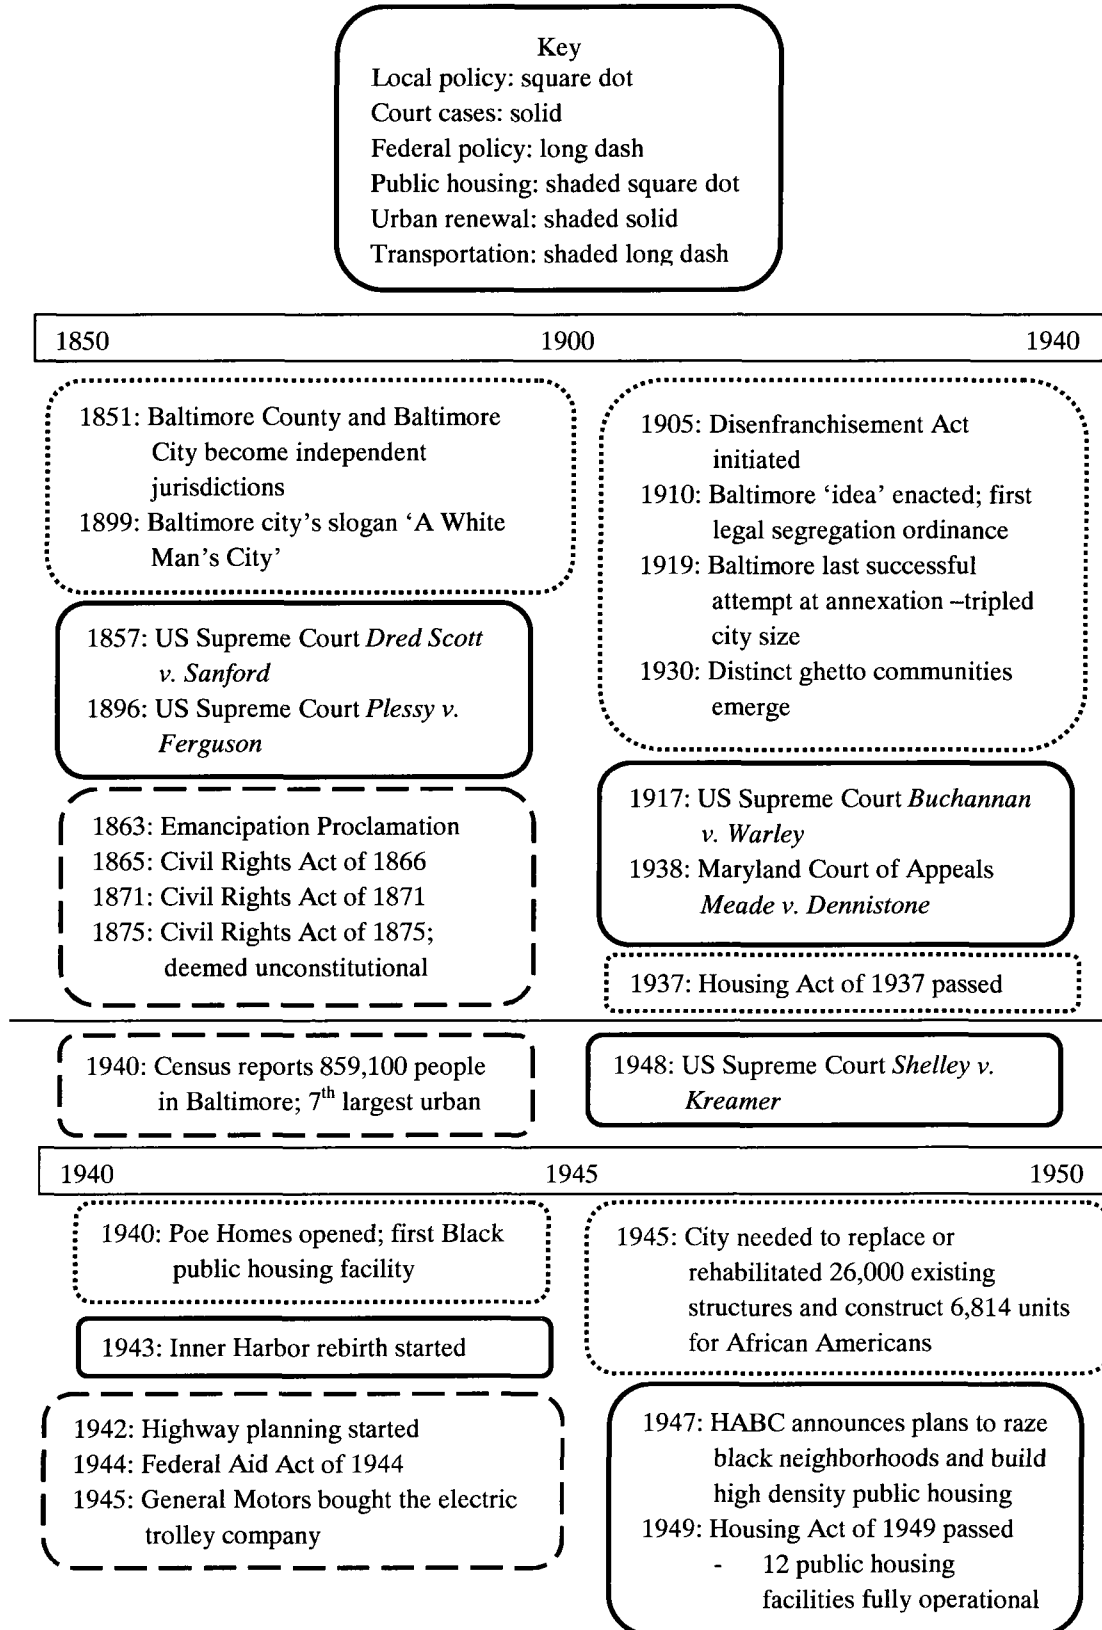 Key
Local policy: square dot
Court cases: solid
Federal policy: long dash
Public housing: shaded square dot
Urban renewal: shaded solid
Transportation: shaded long dash
1850 1900 1940
1851: Baltimore County and Baltimore
City become independent
jurisdictions
1899: Baltimore city's slogan 'A White
Man's City'
1857: US Supreme Court Dred Scott
v. Sanford
1896: US Supreme Court Plessy v.
Ferguson
1863: Emancipation Proclamation
1865: Civil Rights Act of 1866
1871: Civil Rights Act of 1871
1875: Civil Rights Act of 1875;
deemed unconstitutional
1905: Disenfranchisement Act
initiated
1910: Baltimore 'idea' enacted; first
legal segregation ordinance
1919: Baltimore last successful
attempt at annexation –tripled
city size
1930: Distinct ghetto communities
emerge
1917: US Supreme Court Buchannan
v. Warley
1938: Maryland Court of Appeals
Meade v. Dennistone
1937: Housing Act of 1937 passed
1940: Census reports 859,100 people
in Baltimore; 7th largest urban
1948: US Supreme Court Shelley v.
Kreamer
1940 1945 1950
1940: Poe Homes opened; first Black
public housing facility
1943: Inner Harbor rebirth started
1942: Highway planning started
1944: Federal Aid Act of 1944
1945: General Motors bought the electric
trolley company
1945: City needed to replace or
rehabilitated 26,000 existing
structures and construct 6,814 units
for African Americans
1947: HABC announces plans to raze
black neighborhoods and build
high density public housing
1949: Housing Act of 1949 passed
- 12 public housing
facilities fully operational